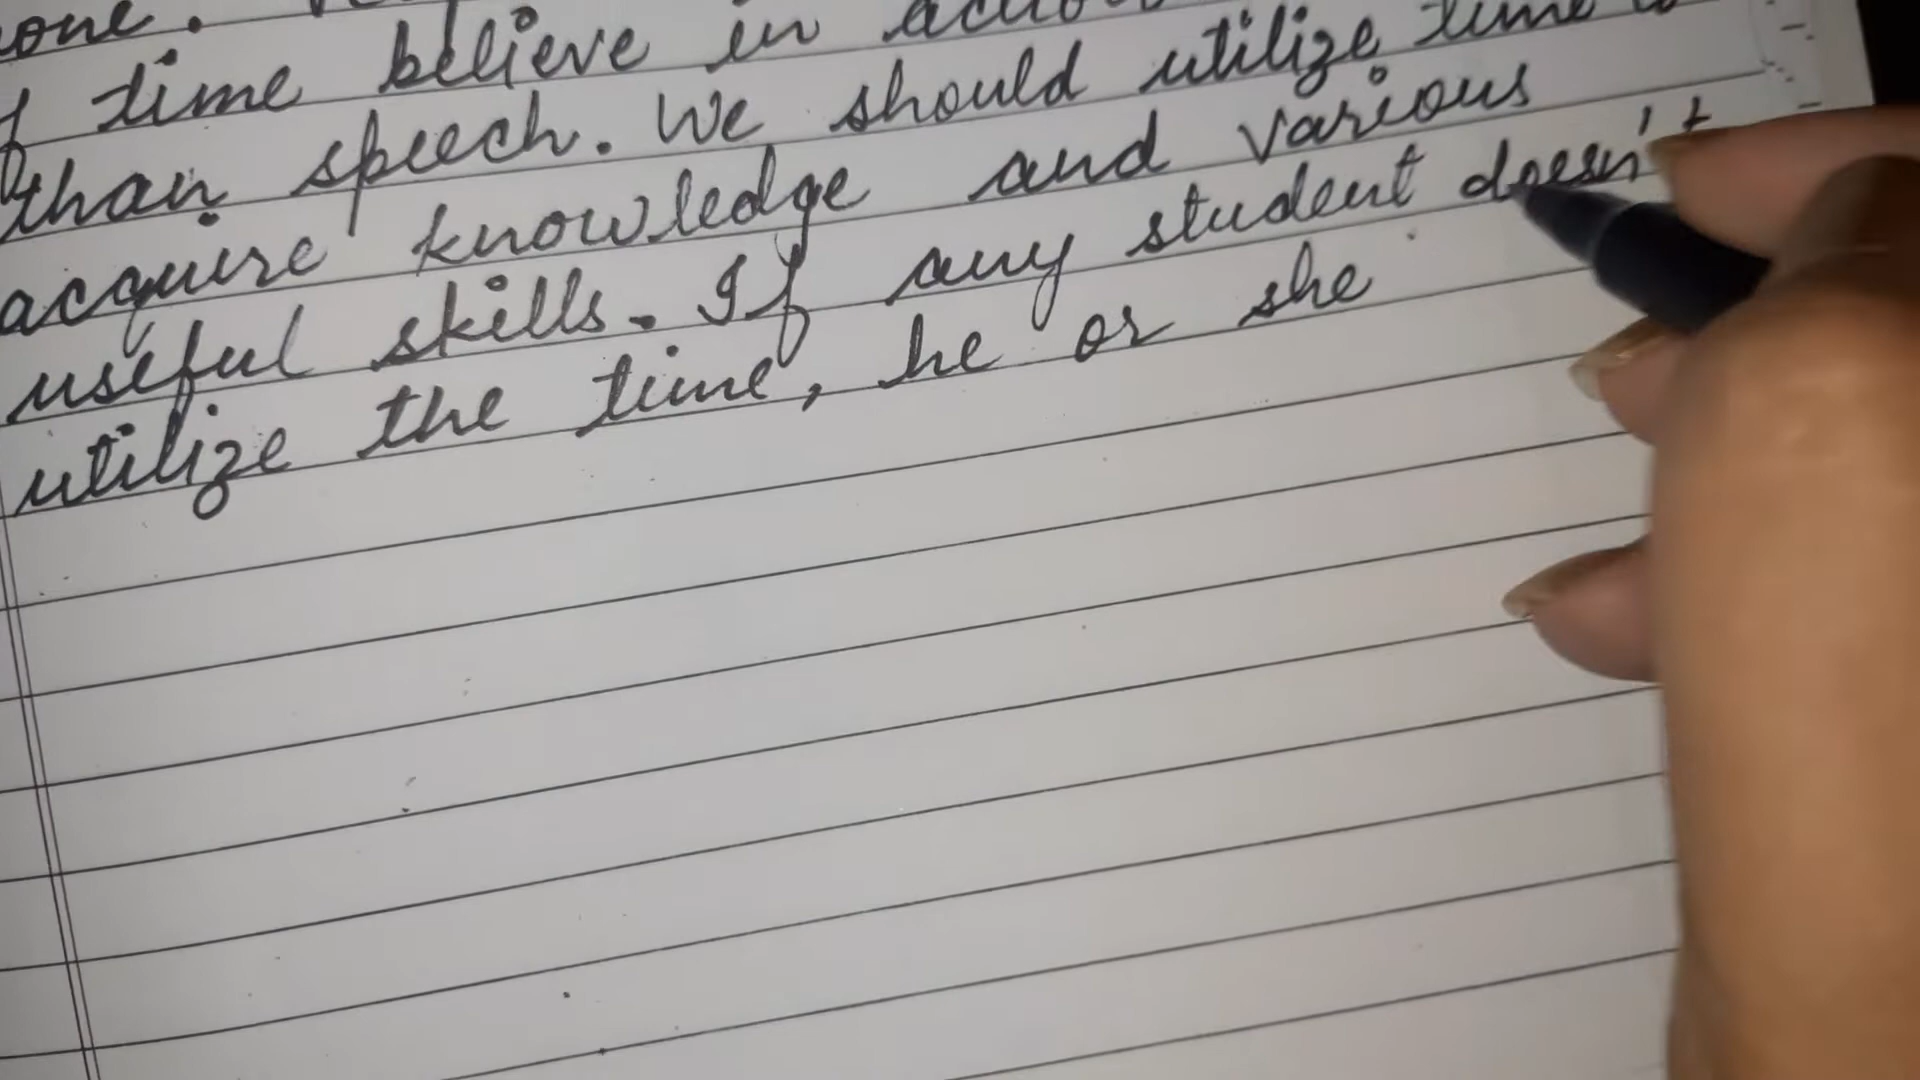 one.
time believe in
than speech. We should utilize time
acquire knowledge and various
useful skills. If any student doesn't
utilize the time, he or she